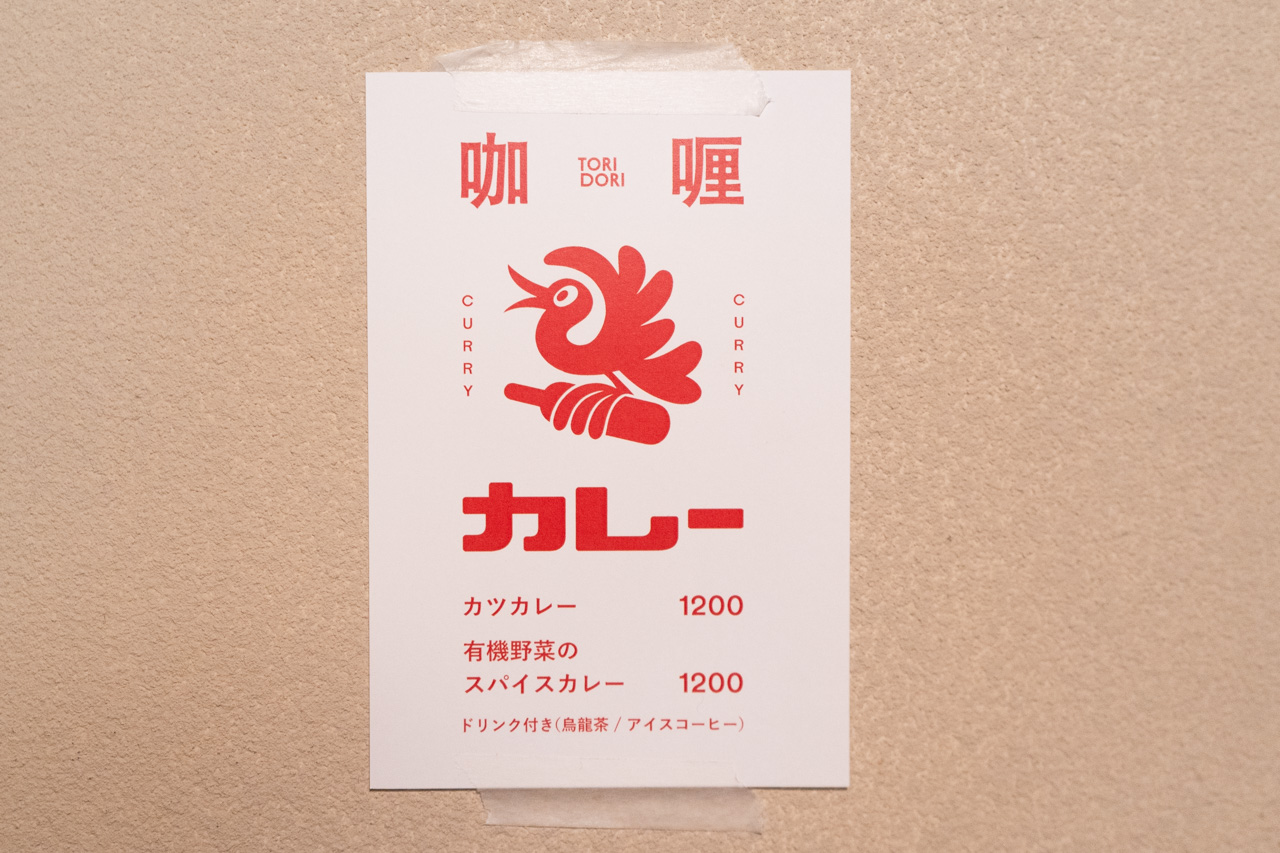 咖 TORI DORI 喱
CURRY
CURRY
カレー
カツカレー 1200
有機野菜の
スパイスカレー 1200
ドリンク付き(烏龍茶 / アイスコーヒー)